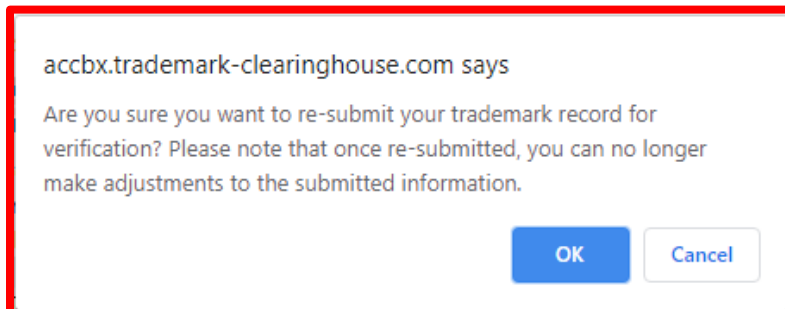 accbx.trademark-clearinghouse.com says
Are you sure you want to re-submit your trademark record for
verification? Please note that once re-submitted, you can no longer
make adjustments to the submitted information.
OK Cancel